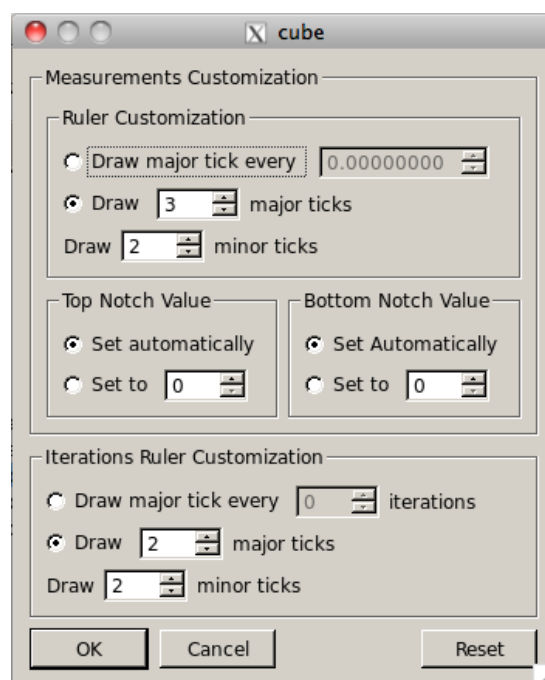 cube
Measurements Customization
Ruler Customization
Draw major tick every 0.00000000
Draw 3 major ticks
Draw 2 minor ticks
Top Notch Value
Set automatically
Set to 0
Bottom Notch Value
Set Automatically
Set to 0
Iterations Ruler Customization
Draw major tick every 0 iterations
Draw 2 major ticks
Draw 2 minor ticks
OK Cancel Reset